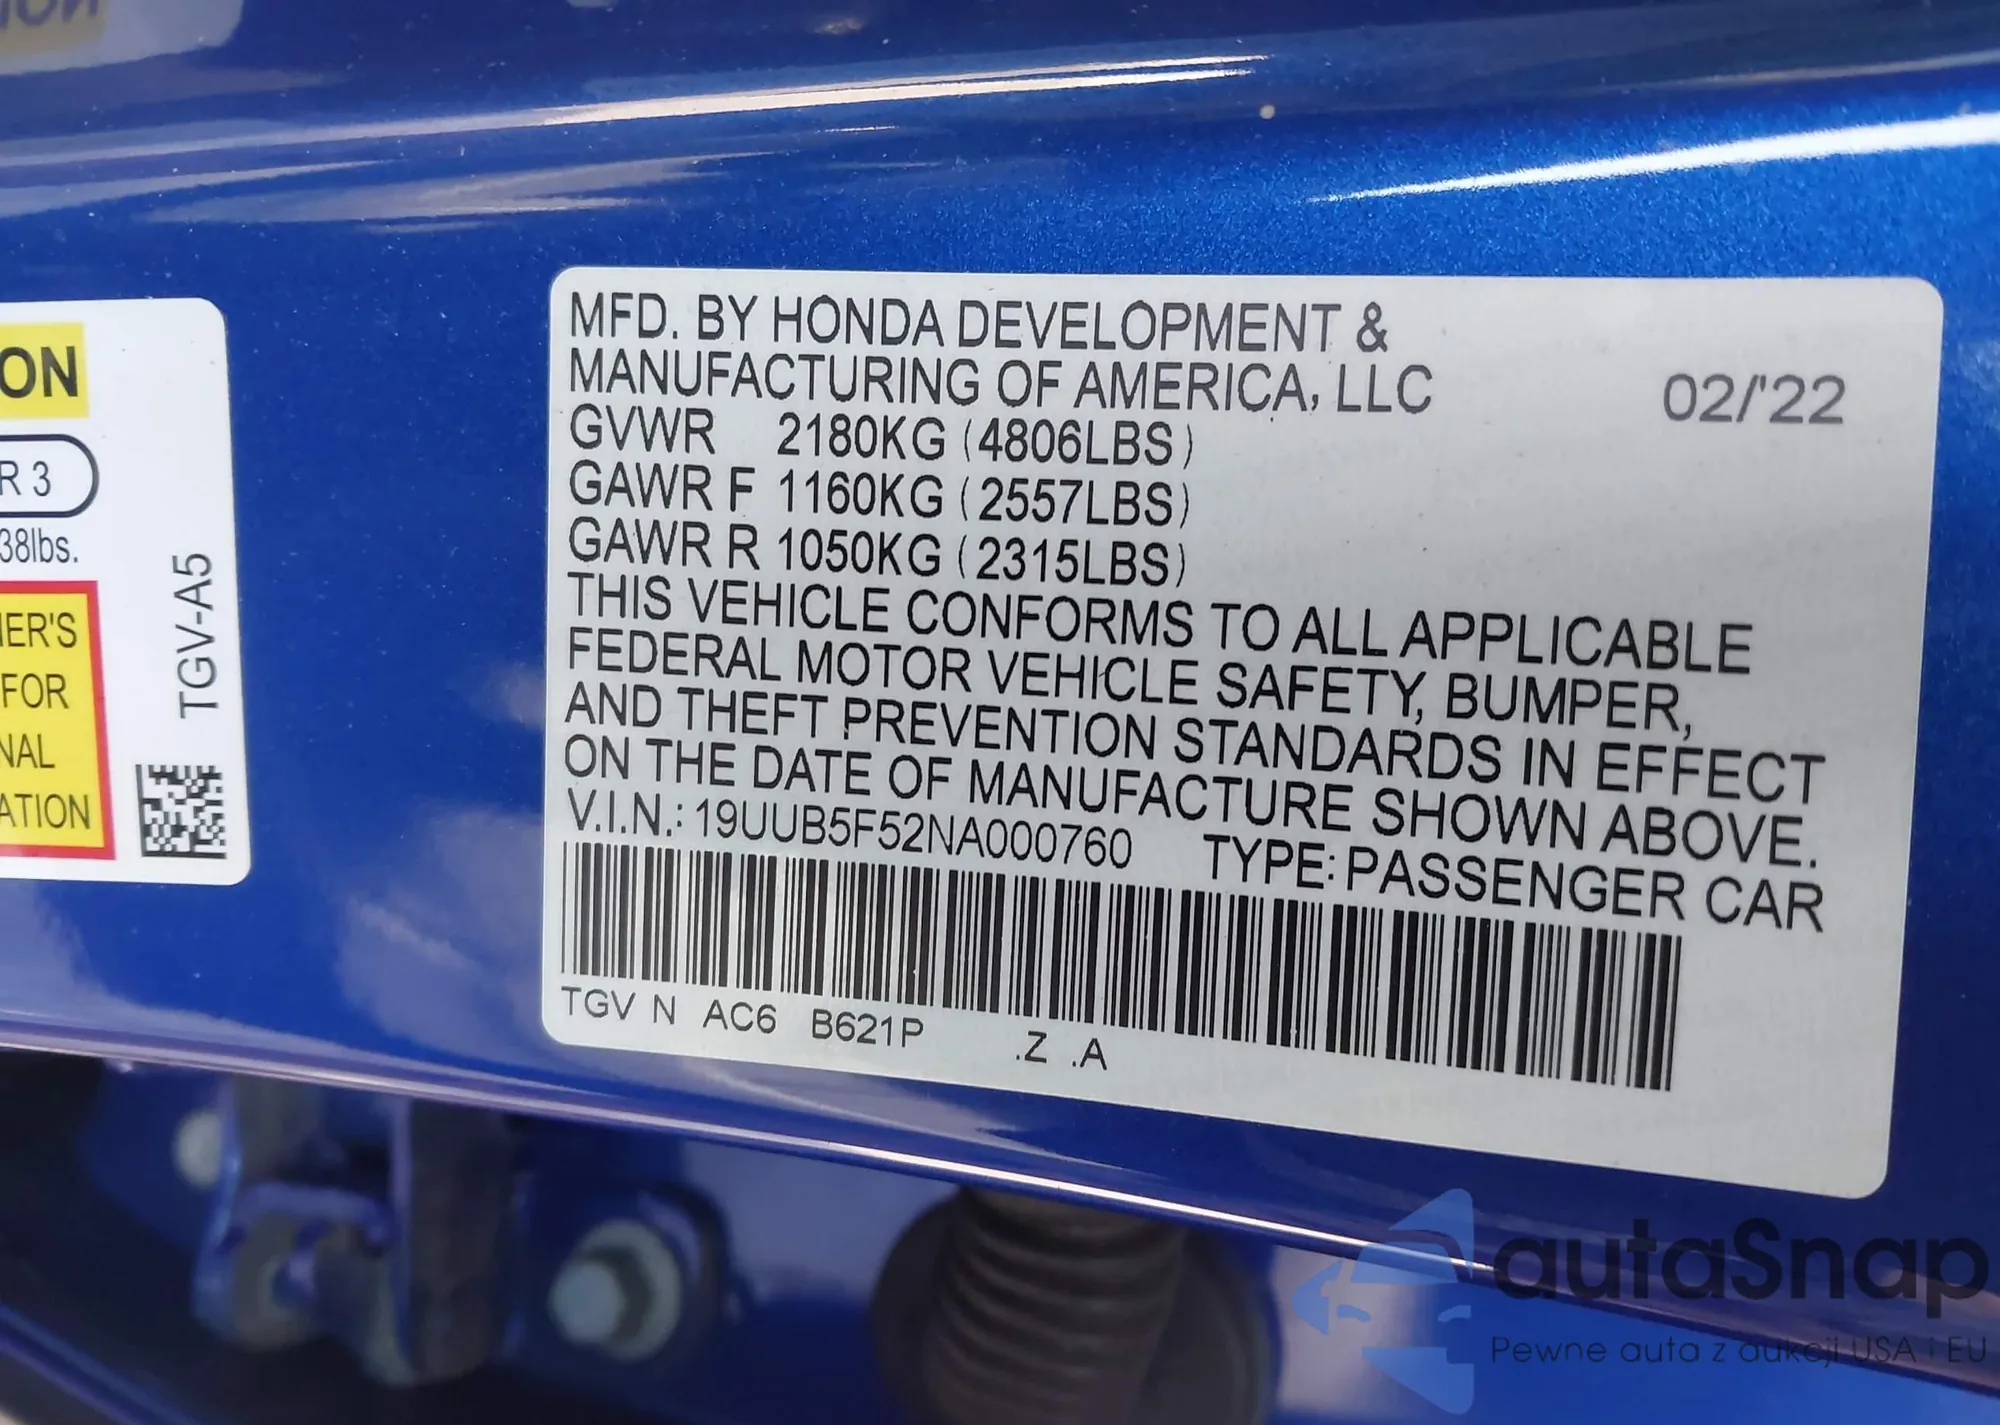 ON
R 3
38lbs.
ER'S
FOR
NAL
ATION
TGV-A5
MFD. BY HONDA DEVELOPMENT &
MANUFACTURING OF AMERICA, LLC 02/'22
GVWR 2180KG (4806LBS)
GAWR F 1160KG (2557LBS)
GAWR R 1050KG (2315LBS)
THIS VEHICLE CONFORMS TO ALL APPLICABLE
FEDERAL MOTOR VEHICLE SAFETY, BUMPER,
AND THEFT PREVENTION STANDARDS IN EFFECT
ON THE DATE OF MANUFACTURE SHOWN ABOVE.
V.I.N.: 19UUB5F52NA000760 TYPE: PASSENGER CAR
TGV N AC6 B621P .Z .A
autaSnap
Pewne auta z aukcji USA i EU